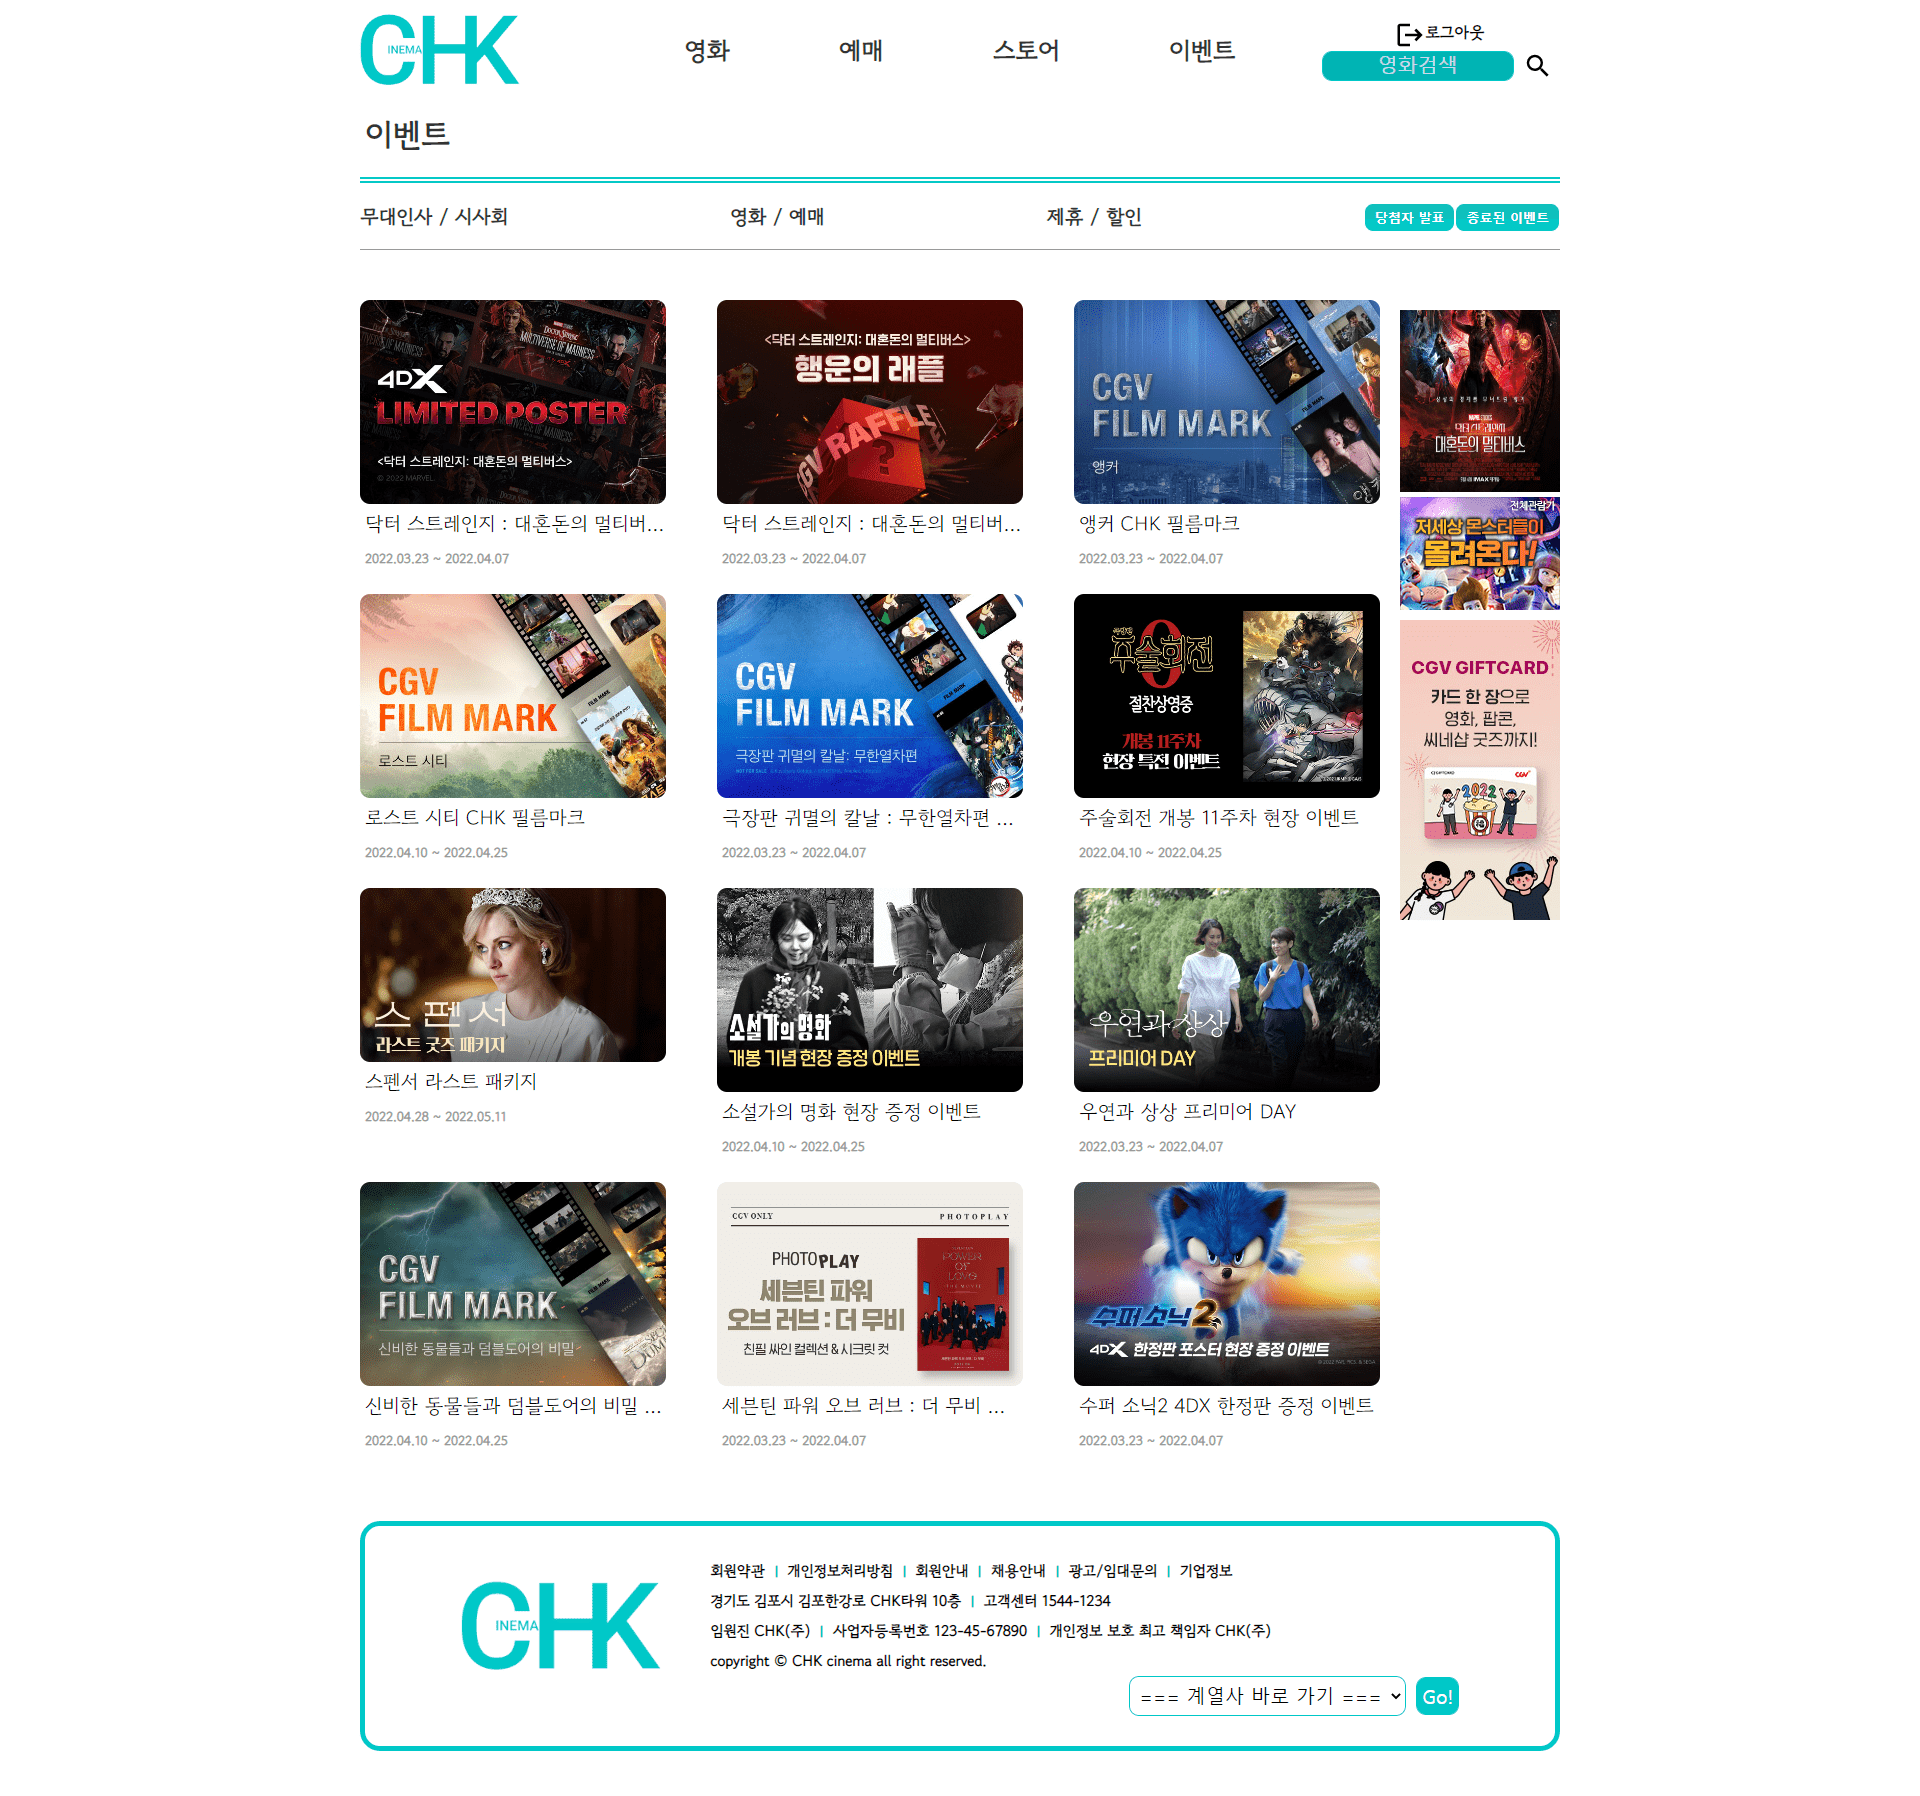 CHK
INEMA
영화
예매
스토어
이벤트
로그아웃
영화검색
이벤트
무대인사 / 시사회
영화 / 예매
제휴 / 할인
당첨자 발표
종료된 이벤트
MARVEL STUDIOS
DOCTOR STRANGE
MULTIVERSE OF MADNESS
4DX
LIMITED POSTER
<닥터 스트레인지: 대혼돈의 멀티버스>
© 2022 MARVEL
닥터 스트레인지 : 대혼돈의 멀티버...
2022.03.23 ~ 2022.04.07
<닥터 스트레인지: 대혼돈의 멀티버스>
행운의 래플
CGV RAFFLE
?
닥터 스트레인지 : 대혼돈의 멀티버...
2022.03.23 ~ 2022.04.07
CGV
FILM MARK
앵커
앵커 CHK 필름마크
2022.03.23 ~ 2022.04.07
닥터 스트레인지
대혼돈의 멀티버스
IMAX
전체관람가
저세상 몬스터들이
몰려온다!
CGV GIFTCARD
카드 한 장으로
영화, 팝콘,
씨네샵 굿즈까지!
CGV
2022
CGV
FILM MARK
로스트 시티
로스트 시티 CHK 필름마크
2022.04.10 ~ 2022.04.25
CGV
FILM MARK
극장판 귀멸의 칼날: 무한열차편
극장판 귀멸의 칼날 : 무한열차편 ...
2022.03.23 ~ 2022.04.07
극장판
주술회전
0
절찬상영중
개봉 11주차
현장 특전 이벤트
주술회전 개봉 11주차 현장 이벤트
2022.04.10 ~ 2022.04.25
스펜서
라스트 굿즈 패키지
스펜서 라스트 패키지
2022.04.28 ~ 2022.05.11
소설가의 명화
개봉 기념 현장 증정 이벤트
소설가의 명화 현장 증정 이벤트
2022.04.10 ~ 2022.04.25
우연과 상상
프리미어 DAY
우연과 상상 프리미어 DAY
2022.03.23 ~ 2022.04.07
CGV
FILM MARK
신비한 동물들과 덤블도어의 비밀
신비한 동물들과 덤블도어의 비밀 ...
2022.04.10 ~ 2022.04.25
CGV ONLY
PHOTOPLAY
PHOTOPLAY
세븐틴 파워
오브 러브 : 더 무비
친필 싸인 컬렉션 & 시크릿 컷
POWER
OF
LOVE
세븐틴 파워 오브 러브 : 더 무비 ...
2022.03.23 ~ 2022.04.07
수퍼 소닉2
4DX 한정판 포스터 현장 증정 이벤트
수퍼 소닉2 4DX 한정판 증정 이벤트
2022.03.23 ~ 2022.04.07
CHK
INEMA
회원약관 | 개인정보처리방침 | 회원안내 | 채용안내 | 광고/임대문의 | 기업정보
경기도 김포시 김포한강로 CHK타워 10층 | 고객센터 1544-1234
임원진 CHK(주) | 사업자등록번호 123-45-67890 | 개인정보 보호 최고 책임자 CHK(주)
copyright © CHK cinema all right reserved.
=== 계열사 바로 가기 ===
Go!